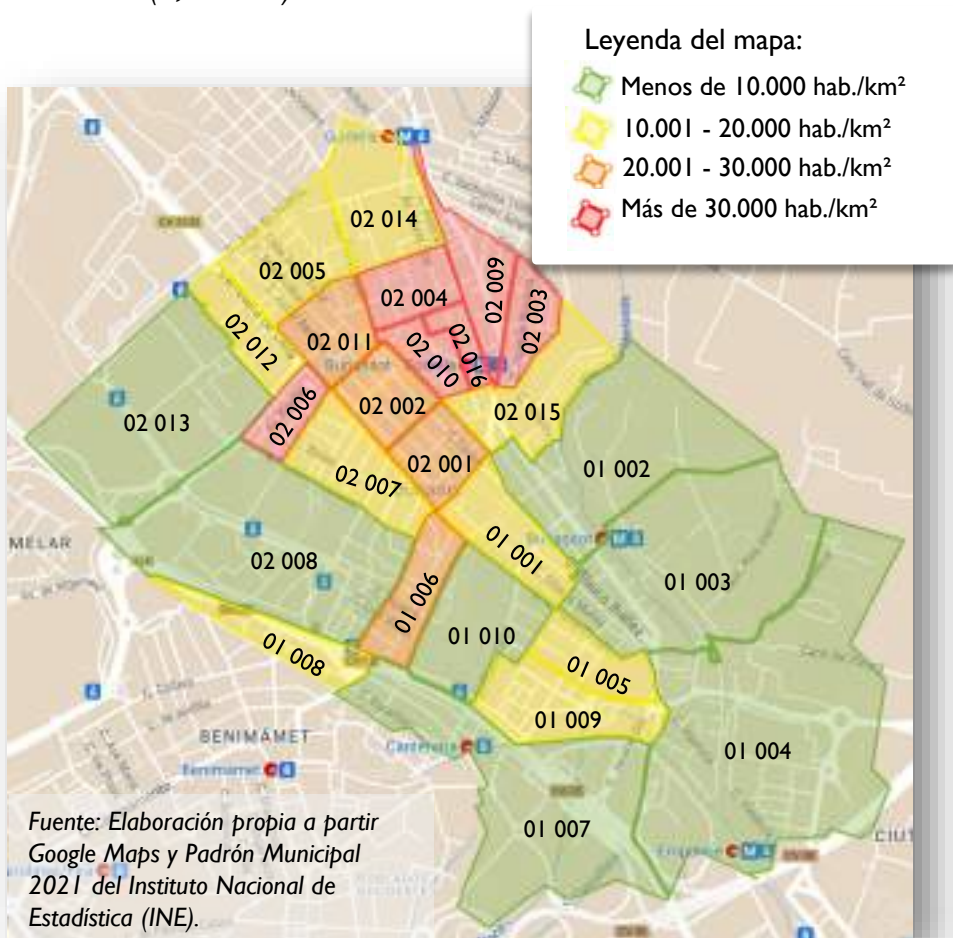 Leyenda del mapa:
Menos de 10.000 hab./km²
10.001 - 20.000 hab./km²
20.001 - 30.000 hab./km²
Más de 30.000 hab./km²
02 014
02 005
02 009
02 004
02 003
02 012
02 011
02 010
02 016
02 006
02 002
02 015
02 013
02 001
01 002
02 007
01 001
MELAR
02 008
01 003
01 006
01 010
01 008
01 005
01 009
BENIMÀMET
01 004
01 007
CIUT
Fuente: Elaboración propia a partir
Google Maps y Padrón Municipal
2021 del Instituto Nacional de
Estadística (INE).